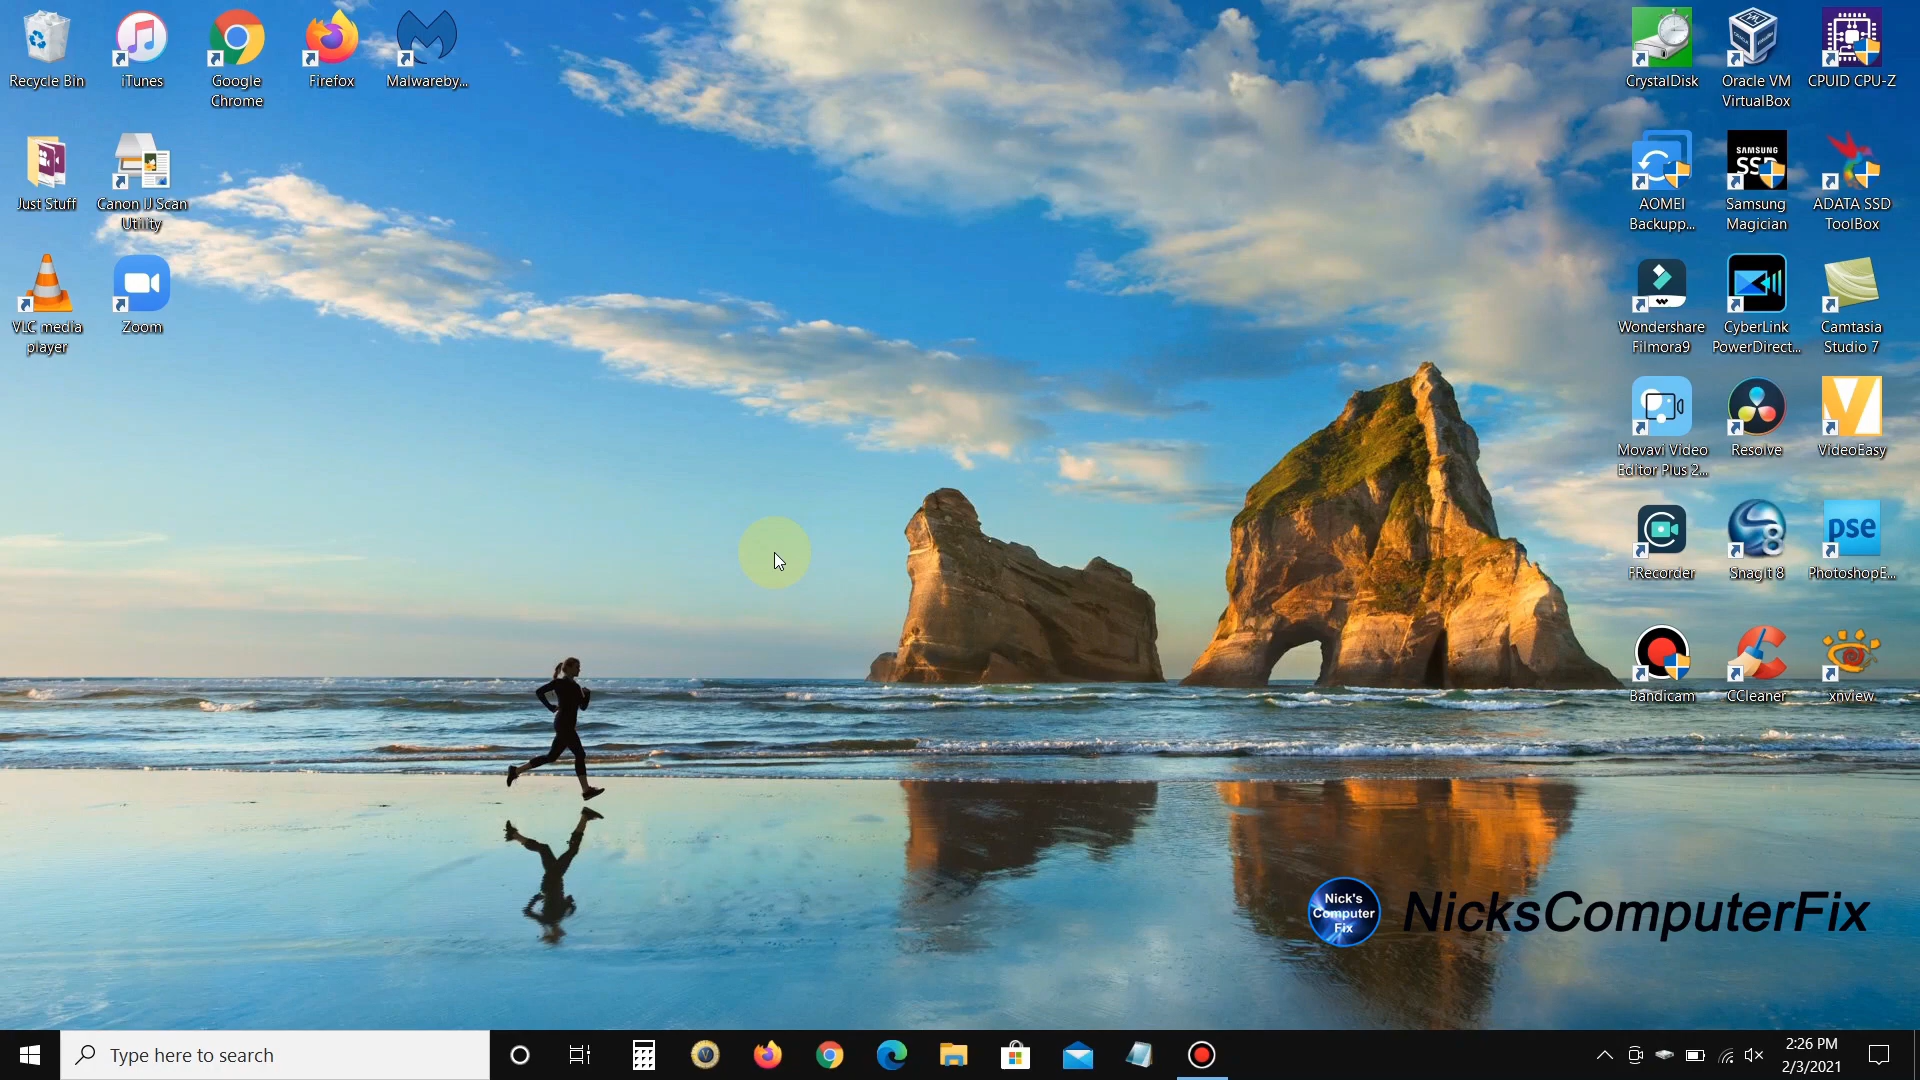 Recycle Bin
iTunes
Google
Chrome
Firefox
Malwareby...
Just Stuff
Canon IJ Scan
Utility
VLC media
player
Zoom
CrystalDisk
Oracle VM
VirtualBox
CPUID CPU-Z
SAMSUNG
SSD
AOMEI
Backupp...
Samsung
Magician
ADATA SSD
ToolBox
Wondershare
Filmora9
CyberLink
PowerDirect...
Camtasia
Studio 7
Movavi Video
Editor Plus 2...
Resolve
VideoEasy
pse
FRecorder
SnagIt 8
PhotoshopE...
Bandicam
CCleaner
xnview
Nick's
Computer
Fix
NicksComputerFix
Type here to search
2:26 PM
2/3/2021